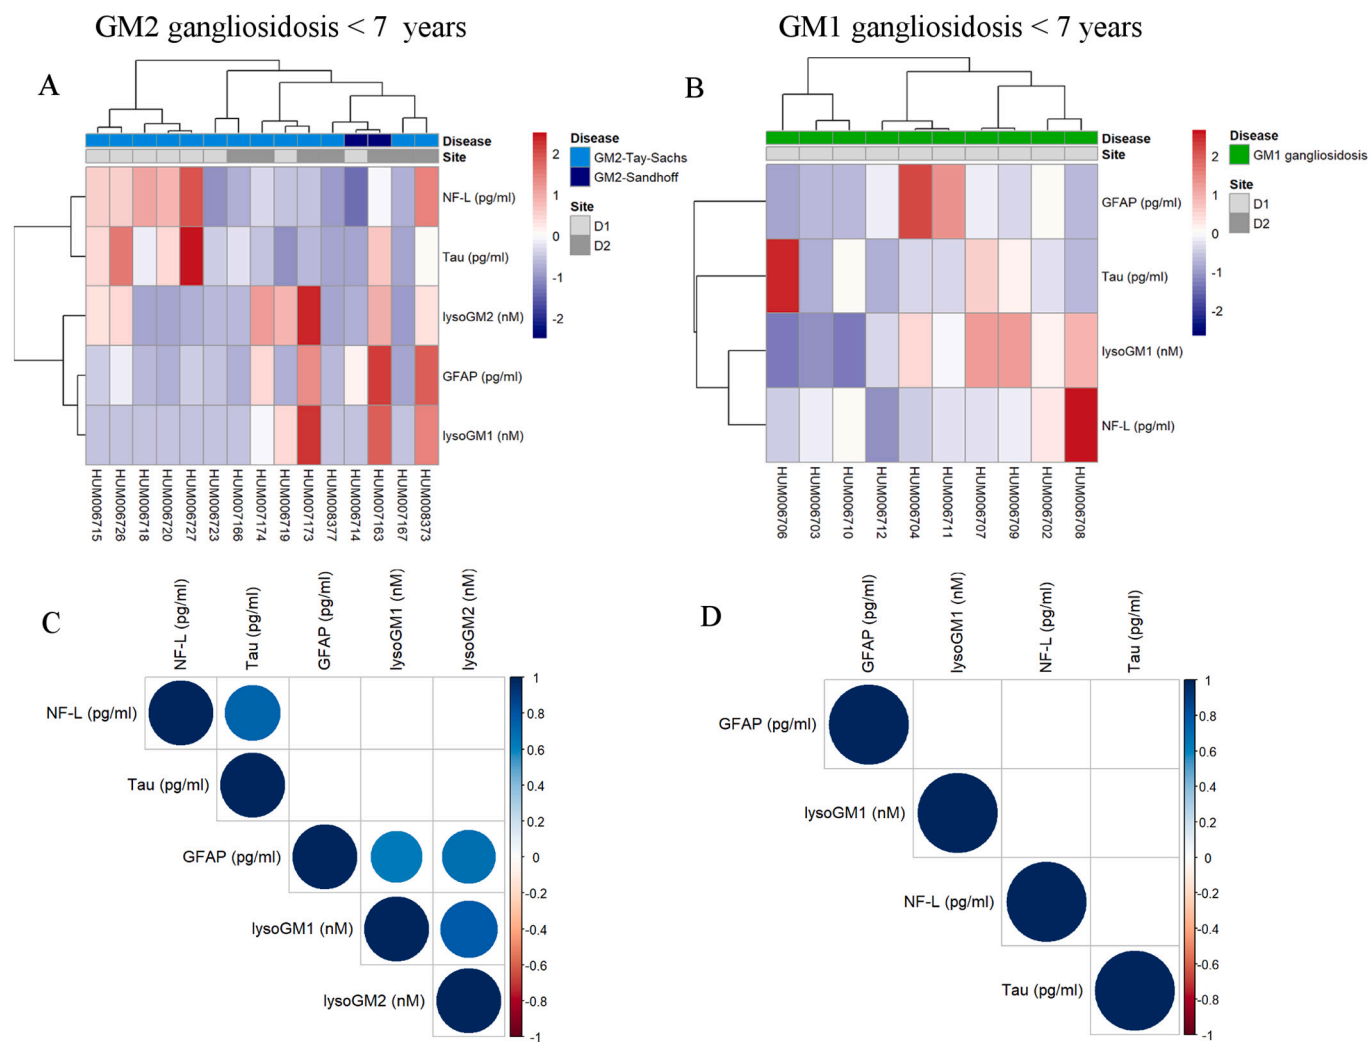 GM2 gangliosidosis < 7 years
GM1 gangliosidosis < 7 years
A
Disease
Site
NF-L (pg/ml)
Tau (pg/ml)
lysoGM2 (nM)
GFAP (pg/ml)
lysoGM1 (nM)
HUM006715
HUM006726
HUM006718
HUM006720
HUM006727
HUM006723
HUM007166
HUM007174
HUM006719
HUM007173
HUM008377
HUM006714
HUM007163
HUM007167
HUM008373
2
1
0
-1
-2
Disease
GM2-Tay-Sachs
GM2-Sandhoff
Site
D1
D2
B
Disease
Site
GFAP (pg/ml)
Tau (pg/ml)
lysoGM1 (nM)
NF-L (pg/ml)
HUM006706
HUM006703
HUM006710
HUM006712
HUM006704
HUM006711
HUM006707
HUM006709
HUM006702
HUM006708
2
1
0
-1
-2
Disease
GM1 gangliosidosis
Site
D1
D2
C
NF-L (pg/ml)
Tau (pg/ml)
GFAP (pg/ml)
lysoGM1 (nM)
lysoGM2 (nM)
NF-L (pg/ml)
Tau (pg/ml)
GFAP (pg/ml)
lysoGM1 (nM)
lysoGM2 (nM)
1
0.8
0.6
0.4
0.2
0
-0.2
-0.4
-0.6
-0.8
-1
D
GFAP (pg/ml)
lysoGM1 (nM)
NF-L (pg/ml)
Tau (pg/ml)
GFAP (pg/ml)
lysoGM1 (nM)
NF-L (pg/ml)
Tau (pg/ml)
1
0.8
0.6
0.4
0.2
0
-0.2
-0.4
-0.6
-0.8
-1